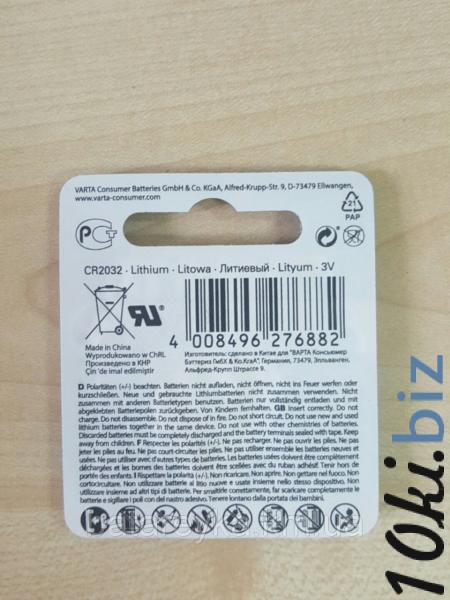 VARTA Consumer Batteries GmbH & Co. KGaA, Alfred-Krupp-Str. 9, D-73479 Ellwangen,
www.varta-consumer.com
21
PAP
CR2032 · Lithium · Litowa · Литиевый · Lityum · 3V
4 008496 276882
Made in China
Wyprodukowano w ChRL
Произведено в КНР
Çin 'de imal edilmiştir
Изготовитель: сделано в Китае для "ВАРТА Консьюмер
Буттериз ГмбХ & Ко.КгаА", Германии, 73479, Эллванген,
Альфред-Крупп Штрассе 9.
D Polaritäten (+/-) beachten. Batterien nicht aufladen, nicht öffnen, nicht ins Feuer werfen oder
kurzschließen. Neue und gebrauchte Lithiumbatterien nicht zusammen verwenden. Nicht
zusammen mit anderen Batterietypen benutzen. Batterien nur vollständig entladen und mit
abgeklebten Batteriepolen zurückgeben. Von Kindern fernhalten. GB Insert correctly. Do not
charge. Do not disassemble. Do not dispose of in fire. Do not short circuit. Do not use new and used
lithium batteries together in the same device. Do not use with other chemistries of battery.
Discarded batteries must be completely discharged and the battery terminals sealed with tape. Keep
away from children. F Respecter les polarités (+/-). Ne pas recharger. Ne pas ouvrir les piles. Ne pas
jeter les piles au feu. Ne pas court-circuiter les piles. Ne pas utiliser ensemble les batteries neuves et
usées dans le même dispositif. Ne pas utiliser avec d'autres types de batteries. Les batteries usées doivent être complètement
déchargées et les bornes des batteries doivent être scellées avec du ruban adhésif. Tenir hors de
portée des enfants. I Rispettare la polarità (+/-). Non ricaricare. Non aprire. Non gettare nel fuoco. Non
cortocircuitare. Non utilizzare batterie al litio nuove e usate insieme nello stesso dispositivo. Non
utilizzare insieme ad altri tipi di batterie. Per smaltirle correttamente, far scaricare completamente le
batterie e sigillare i poli con del nastro adesivo. Tenere lontano dalla portata dei bambini.
10ki.biz